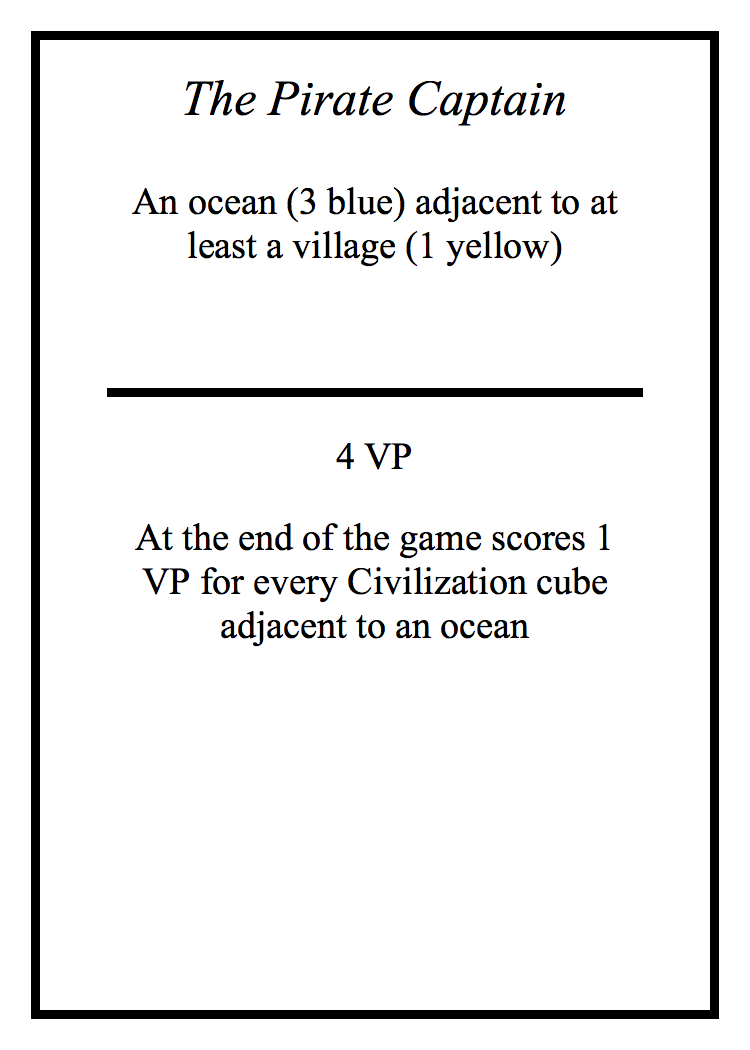 The Pirate Captain
An ocean (3 blue) adjacent to at
least a village (1 yellow)
4 VP
At the end of the game scores 1
VP for every Civilization cube
adjacent to an ocean